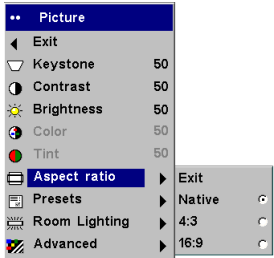 Picture
Exit
Keystone 50
Contrast 50
Brightness 50
Color 50
Tint 50
Aspect ratio
Presets
Room Lighting
Advanced
Exit
Native
4:3
16:9